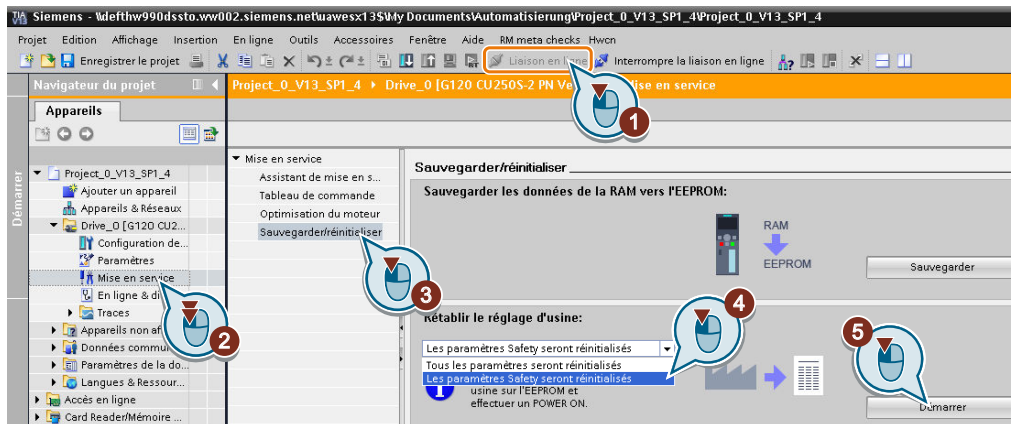 Siemens - \\defthw990dssto.ww002.siemens.net\uawesx13$\My Documents\Automatisierung\Project_0_V13_SP1_4\Project_0_V13_SP1_4
Projet Edition Affichage Insertion En ligne Outils Accessoires Fenêtre Aide RM meta checks Hwcn
Enregistrer le projet Liaison en ligne Interrompre la liaison en ligne
Navigateur du projet
Project_0_V13_SP1_4 Drive_0 [G120 CU250S-2 PN Mise en service
1
Appareils
Démarrer
Project_0_V13_SP1_4
Ajouter un appareil
Appareils & Réseaux
Drive_0 [G120 CU2...
Configuration de...
Paramètres
Mise en service
En ligne & di
Traces
Appareils non af
Données commu
Paramètres de la do...
Langues & Ressour...
Accès en ligne
Card Reader/Mémoire ...
2
Mise en service
Assistant de mise en s...
Tableau de commande
Optimisation du moteur
Sauvegarder/réinitialiser
3
Sauvegarder/réinitialiser
Sauvegarder les données de la RAM vers l'EEPROM:
RAM
EEPROM
Sauvegarder
Rétablir le réglage d'usine:
4
Les paramètres Safety seront réinitialisés
Tous les paramètres seront réinitialisés
Les paramètres Safety seront réinitialisés
usine sur l'EEPROM et
effectuer un POWER ON.
5
Démarrer